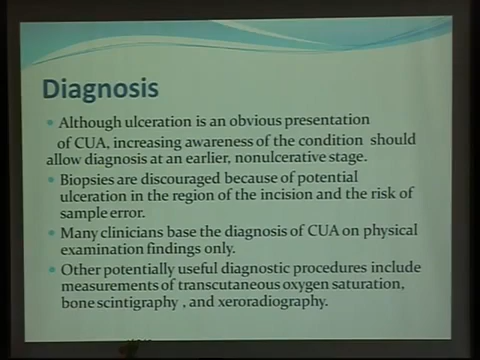 Diagnosis
Although ulceration is an obvious presentation
of CUA, increasing awareness of the condition should
allow diagnosis at an earlier, nonulcerative stage.
Biopsies are discouraged because of potential
ulceration in the region of the incision and the risk of
sample error.
Many clinicians base the diagnosis of CUA on physical
examination findings only.
Other potentially useful diagnostic procedures include
measurements of transcutaneous oxygen saturation,
bone scintigraphy , and xeroradiography.